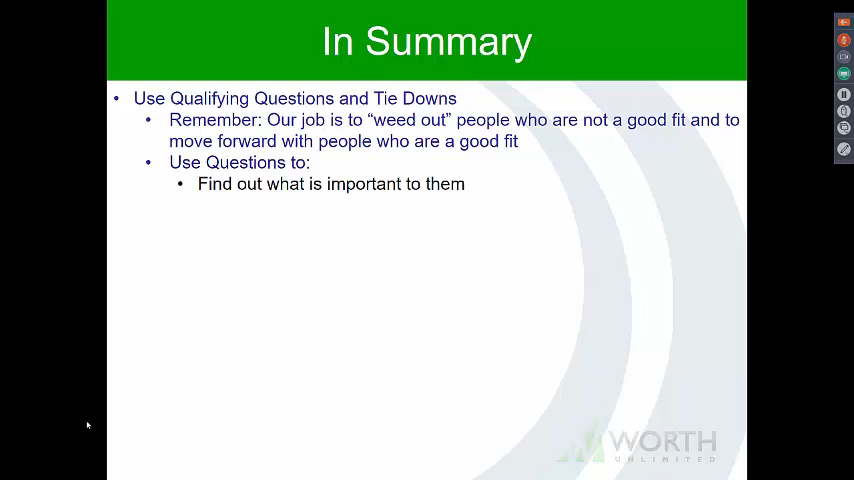 In Summary
• Use Qualifying Questions and Tie Downs
• Remember: Our job is to “weed out” people who are not a good fit and to
move forward with people who are a good fit
• Use Questions to:
• Find out what is important to them
WORTH
UNLIMITED